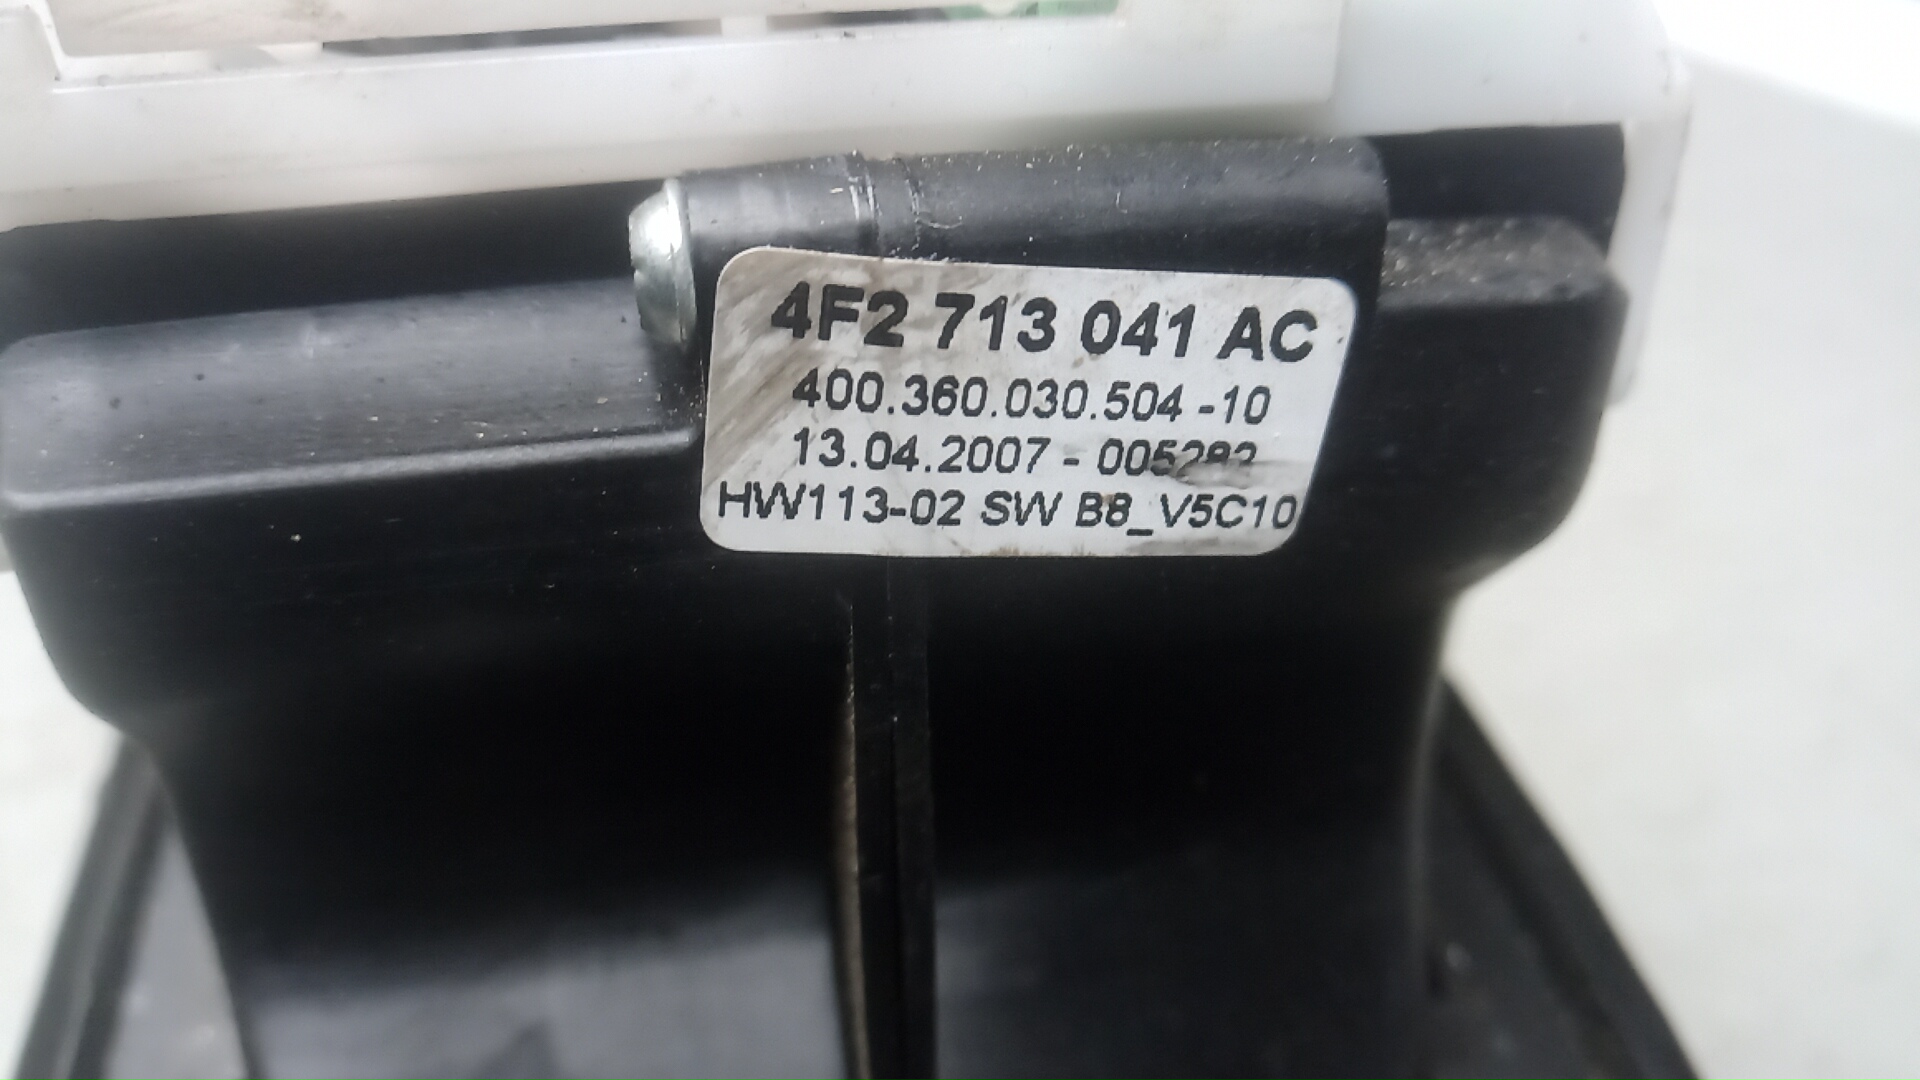 4F2 713 041 AC
400.360.030.504 -10
13.04.2007 -
HW113-02 SW B8_V5C10